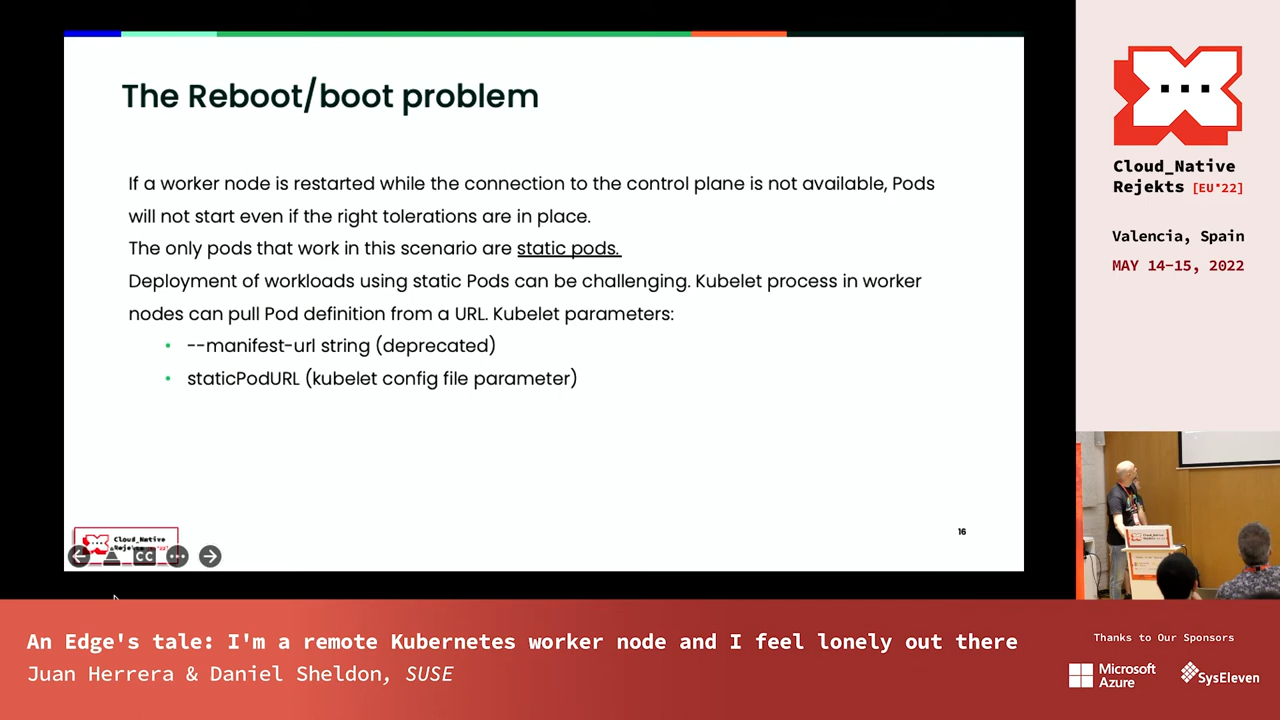 The Reboot/boot problem
If a worker node is restarted while the connection to the control plane is not available, Pods
will not start even if the right tolerations are in place.
The only pods that work in this scenario are static pods.
Deployment of workloads using static Pods can be challenging. Kubelet process in worker
nodes can pull Pod definition from a URL. Kubelet parameters:
• --manifest-url string (deprecated)
• staticPodURL (kubelet config file parameter)
Cloud_Native
Rejekts
CC
16
Cloud_Native
Rejekts [EU*22]
Valencia, Spain
MAY 14-15, 2022
An Edge's tale: I'm a remote Kubernetes worker node and I feel lonely out there
Juan Herrera & Daniel Sheldon, SUSE
Thanks to Our Sponsors
Microsoft
Azure
SysEleven